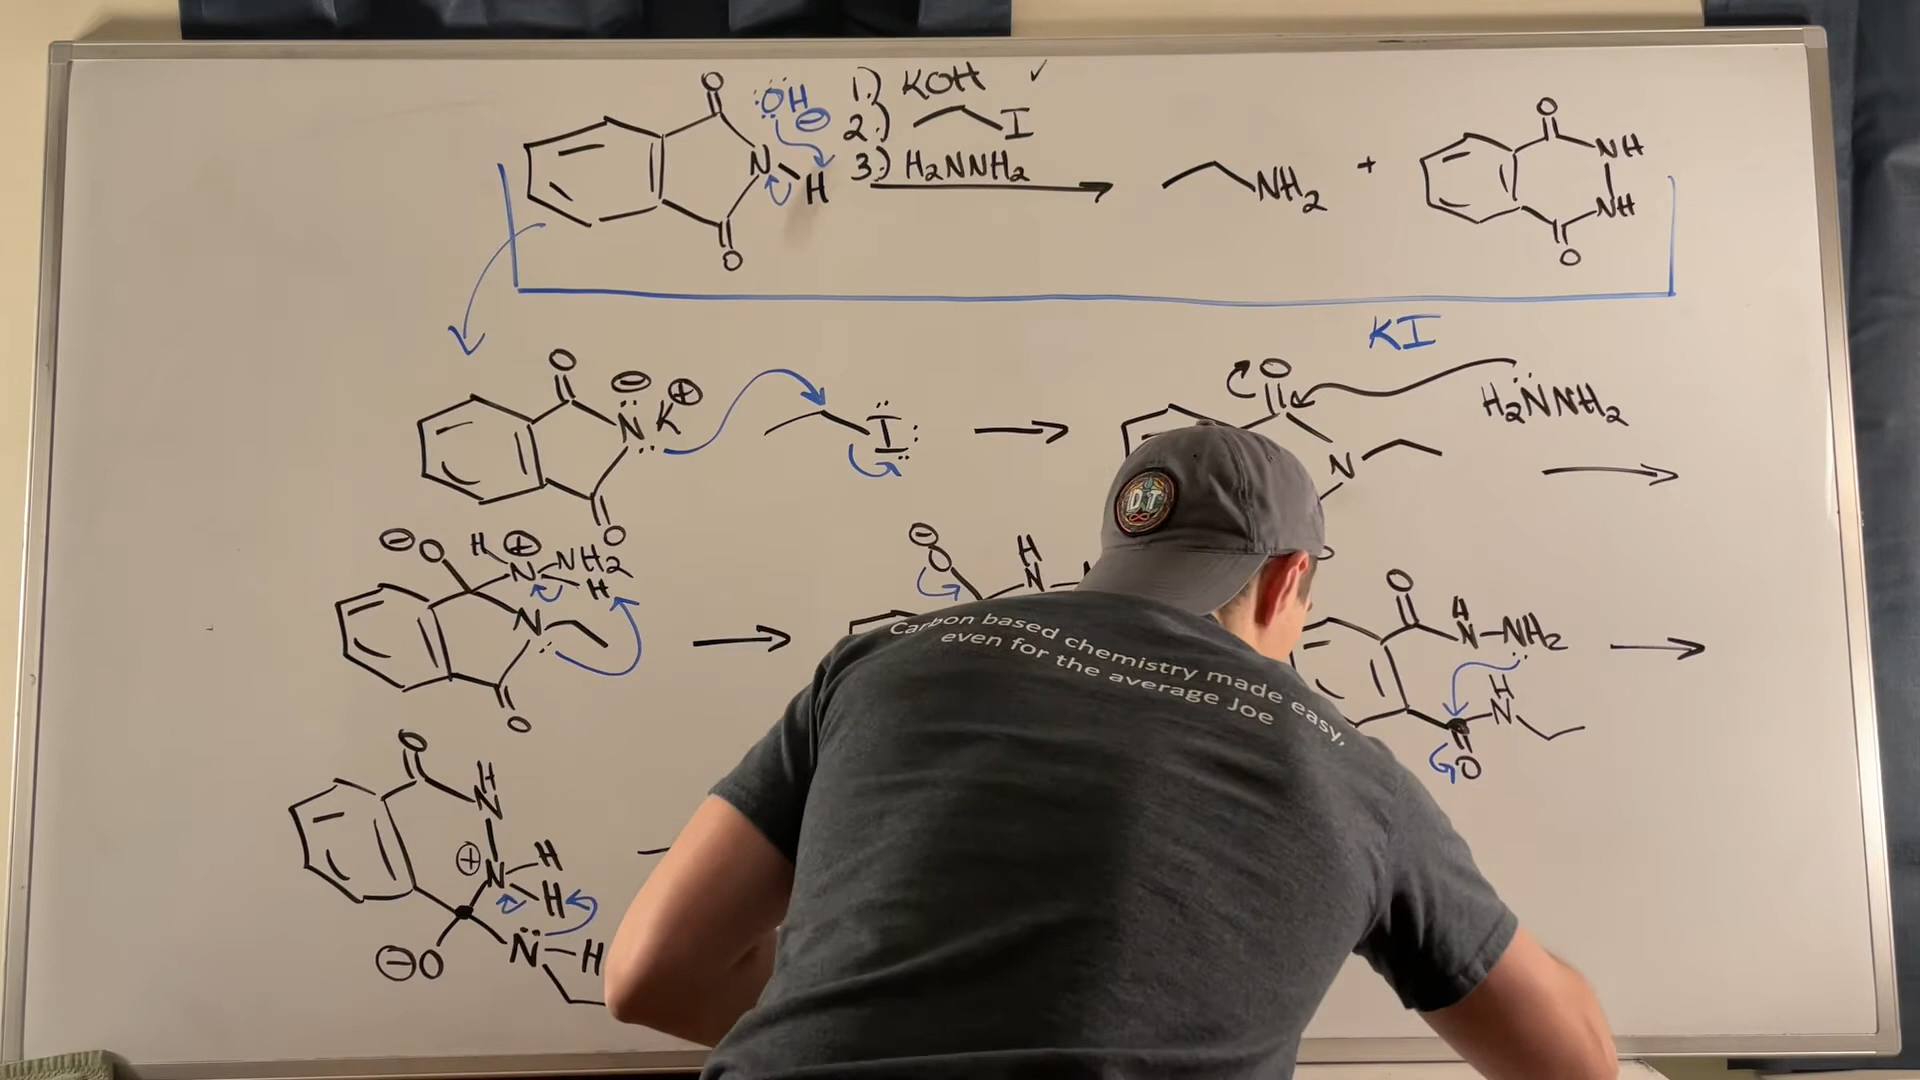 1.) KOH ✓
2.) I
3.) H₂NNH₂
O
:ÖH
⊖
N
H
O
NH₂
+
O
NH
NH
O
KI
O
⊖
N
K⊕
O
I
O
N
H₂NNH₂
⊖O
H
⊕
N-NH2
H
N
O
⊖
O
H
N
O
H
N-NH₂
H
N
O
O
H
N
⊕
N-H
H
⊖O
N-H
DT
Carbon based chemistry made easy,
even for the average Joe